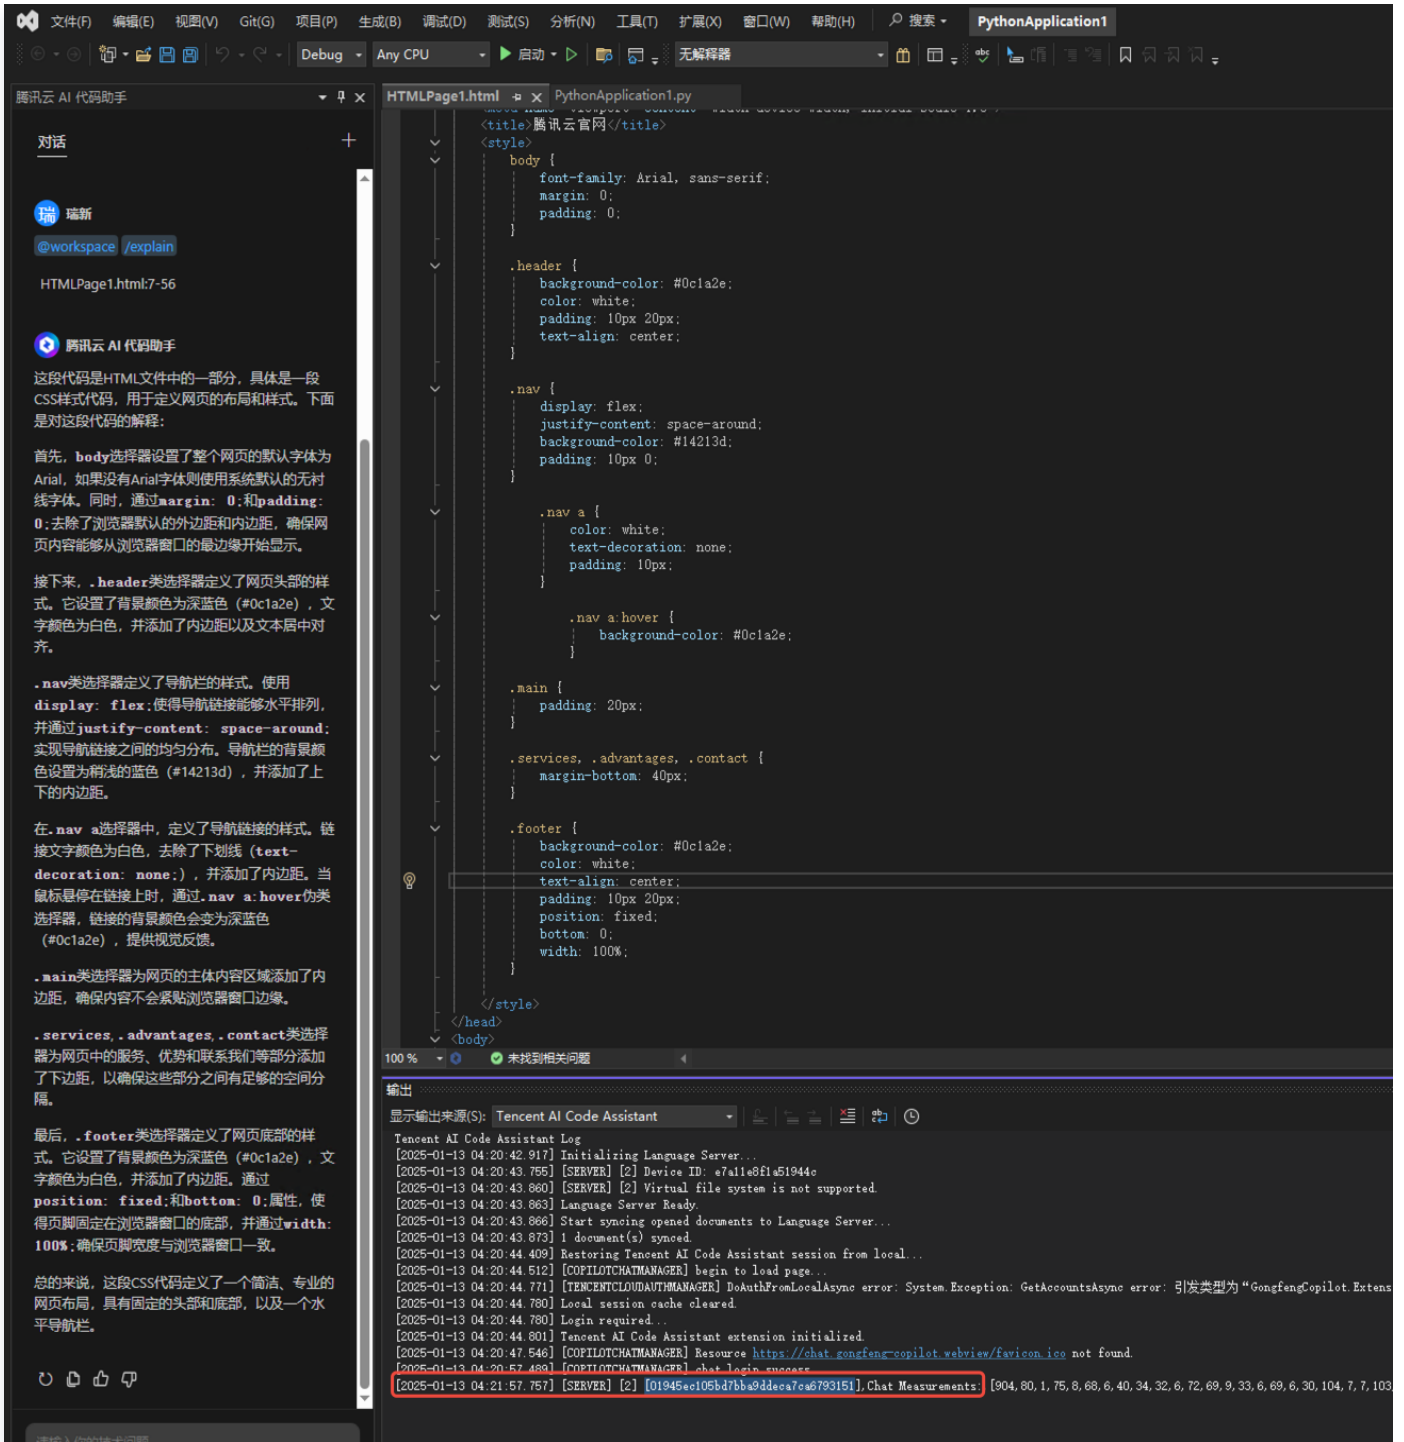 文件(F) 编辑(E) 视图(V) Git(G) 项目(P) 生成(B) 调试(D) 测试(S) 分析(N) 工具(T) 扩展(X) 窗口(W) 帮助(H) 搜索 PythonApplication1
Debug Any CPU 启动 无解释器
腾讯云 AI 代码助手
对话
瑞
瑞新
@workspace /explain
HTMLPage1.html:7-56
腾讯云 AI 代码助手
这段代码是HTML文件中的一部分，具体是一段
CSS样式代码，用于定义网页的布局和样式。下面
是对这段代码的解释：
首先，body选择器设置了整个网页的默认字体为
Arial，如果没有Arial字体则使用系统默认的无衬
线字体。同时，通过margin: 0;和padding:
0;去除了浏览器默认的外边距和内边距，确保网
页内容能够从浏览器窗口的最边缘开始显示。
接下来，.header类选择器定义了网页头部的样
式。它设置了背景颜色为深蓝色（#0c1a2e），文
字颜色为白色，并添加了内边距以及文本居中对
齐。
.nav类选择器定义了导航栏的样式。使用
display: flex;使得导航链接能够水平排列，
并通过justify-content: space-around;
实现导航链接之间的均匀分布。导航栏的背景颜
色设置为稍浅的蓝色（#14213d），并添加了上
下的内边距。
在.nav a选择器中，定义了导航链接的样式。链
接文字颜色为白色，去除了下划线（text-
decoration: none;），并添加了内边距。当
鼠标悬停在链接上时，通过.nav a:hover伪类
选择器，链接的背景颜色会变为深蓝色
（#0c1a2e），提供视觉反馈。
.main类选择器为网页的主体内容区域添加了内
边距，确保内容不会紧贴浏览器窗口边缘。
.services,.advantages,.contact类选择
器为网页中的服务、优势和联系我们等部分添加
了下边距，以确保这些部分之间有足够的空间分
隔。
最后，.footer类选择器定义了网页底部的样
式。它设置了背景颜色为深蓝色（#0c1a2e），文
字颜色为白色，并添加了内边距。通过
position: fixed;和bottom: 0;属性，使
得页脚固定在浏览器窗口的底部，并通过width:
100%;确保页脚宽度与浏览器窗口一致。
总的来说，这段CSS代码定义了一个简洁、专业的
网页布局，具有固定的头部和底部，以及一个水
平导航栏。
HTMLPage1.html PythonApplication1.py
<title>腾讯云官网</title>
<style>
body {
font-family: Arial, sans-serif;
margin: 0;
padding: 0;
}
.header {
background-color: #0c1a2e;
color: white;
padding: 10px 20px;
text-align: center;
}
.nav {
display: flex;
justify-content: space-around;
background-color: #14213d;
padding: 10px 0;
}
.nav a {
color: white;
text-decoration: none;
padding: 10px;
}
.nav a:hover {
background-color: #0c1a2e;
}
.main {
padding: 20px;
}
.services, .advantages, .contact {
margin-bottom: 40px;
}
.footer {
background-color: #0c1a2e;
color: white;
text-align: center;
padding: 10px 20px;
position: fixed;
bottom: 0;
width: 100%;
}
</style>
</head>
<body>
100 % 未找到相关问题
输出
显示输出来源(S): Tencent AI Code Assistant
Tencent AI Code Assistant Log
[2025-01-13 04:20:42.917] Initializing Language Server...
[2025-01-13 04:20:43.755] [SERVER] [2] Device ID: e7a11e8f1a51944c
[2025-01-13 04:20:43.860] [SERVER] [2] Virtual file system is not supported.
[2025-01-13 04:20:43.863] Language Server Ready.
[2025-01-13 04:20:43.866] Start syncing opened documents to Language Server...
[2025-01-13 04:20:43.873] 1 document(s) synced.
[2025-01-13 04:20:44.409] Restoring Tencent AI Code Assistant session from local...
[2025-01-13 04:20:44.512] [COPILOTCHATMANAGER] begin to load page...
[2025-01-13 04:20:44.771] [TENCENTCLOUDAUTHMANAGER] DoAuthFromLocalAsync error: System.Exception: GetAccountsAsync error: 引发类型为“GongfengCopilot.Extens
[2025-01-13 04:20:44.780] Local session cache cleared.
[2025-01-13 04:20:44.780] Login required...
[2025-01-13 04:20:44.801] Tencent AI Code Assistant extension initialized.
[2025-01-13 04:20:47.546] [COPILOTCHATMANAGER] Resource https://chat.gongfeng-copilot.webview/favicon.ico not found.
[2025-01-13 04:20:57.489] [COPILOTCHATMANAGER] chat login success
[2025-01-13 04:21:57.757] [SERVER] [2] [01945ec105bd7bba9ddeca7ca6793151],Chat Measurements: [904,80,1,75,8,68,6,40,34,32,6,72,69,9,33,6,69,6,30,104,7,7,103,